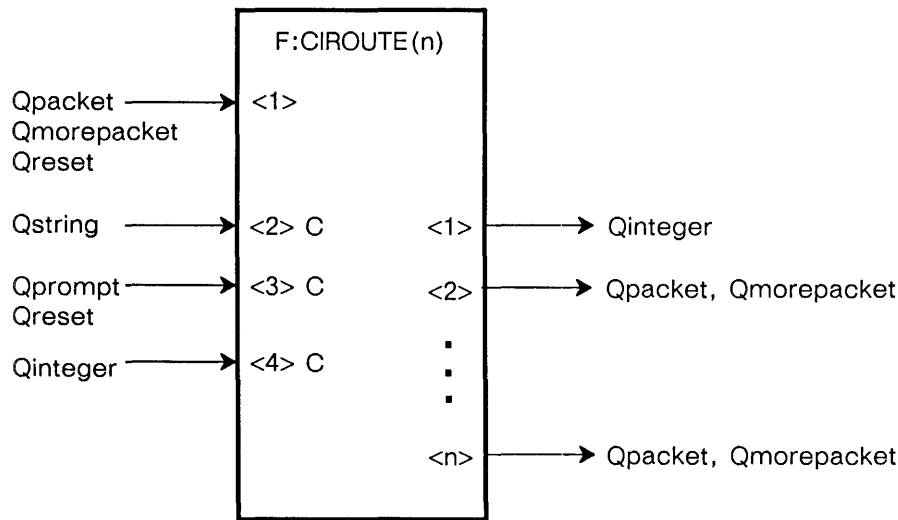 F:CIROUTE(n)
Qpacket <1>
Qmorepacket
Qreset
Qstring <2> C <1> Qinteger
Qprompt <3> C <2> Qpacket, Qmorepacket
Qreset
Qinteger <4> C
<n> Qpacket, Qmorepacket